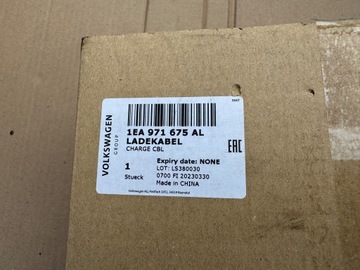 VOLKSWAGEN
GROUP
1EA 971 675 AL
LADEKABEL
CHARGE CBL
EAC
1
Stueck
Expiry date: NONE
LOT: LS380030
0700 FI 20230330
Made in CHINA